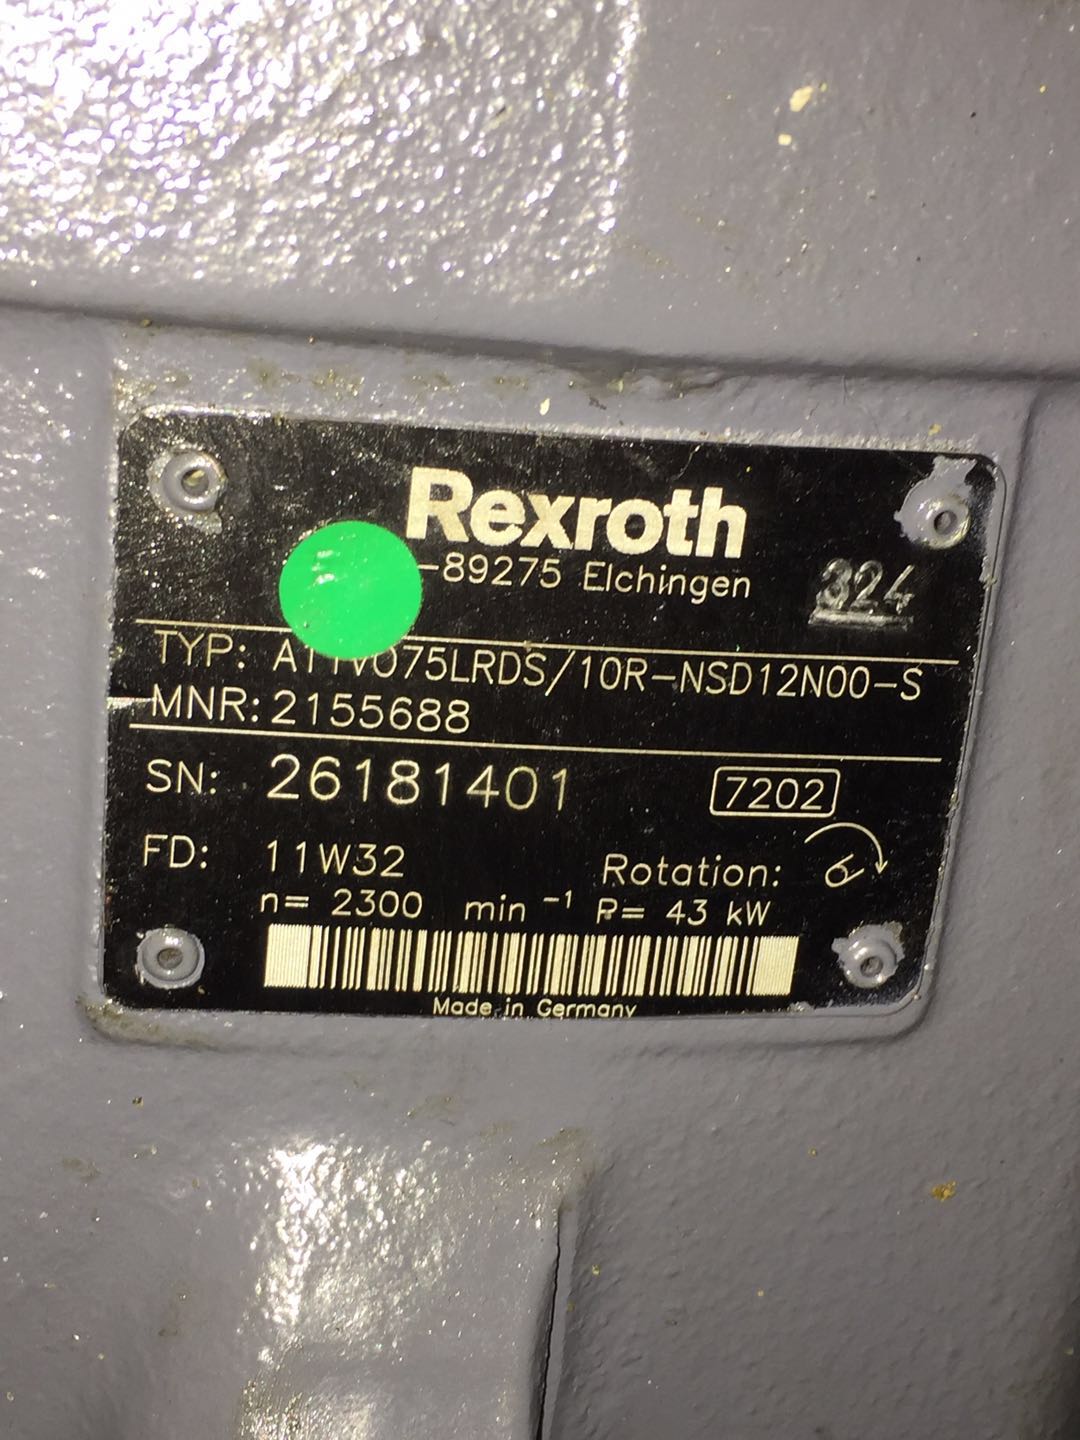 Rexroth
-89275 Elchingen
324
TYP: A11VO75LRDS/10R-NSD12N00-S
MNR: 2155688
SN: 26181401
7202
FD: 11W32
Rotation:
n= 2300 min⁻¹ P= 43 kW
Made in Germany